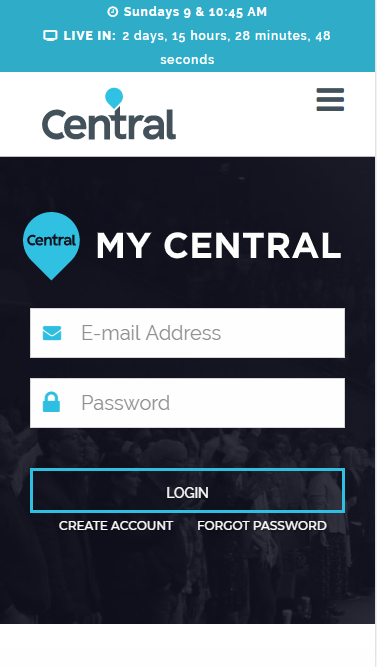 Sundays 9 & 10:45 AM
LIVE IN: 2 days, 15 hours, 28 minutes, 48
seconds
Central
Central
MY CENTRAL
E-mail Address
Password
LOGIN
CREATE ACCOUNT FORGOT PASSWORD